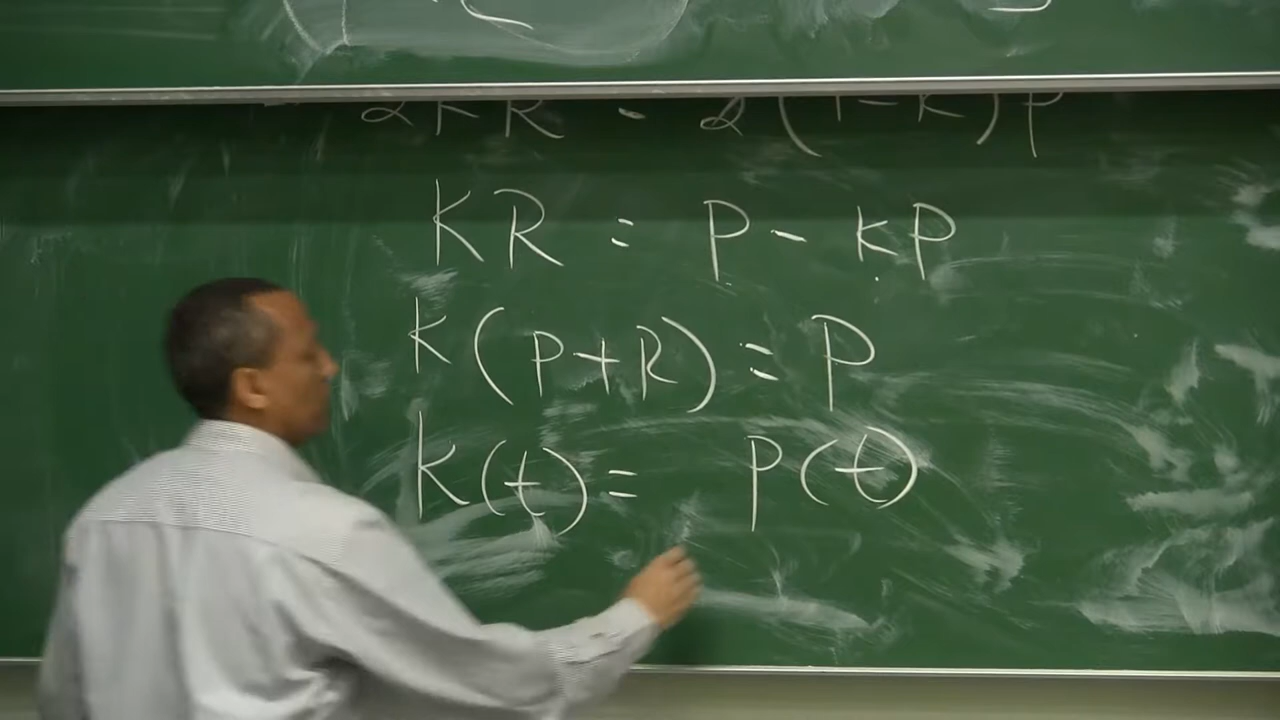 2KR = 2(1-K)P
KR = P - KP
K(P+R) = P
K(t) = P(t)